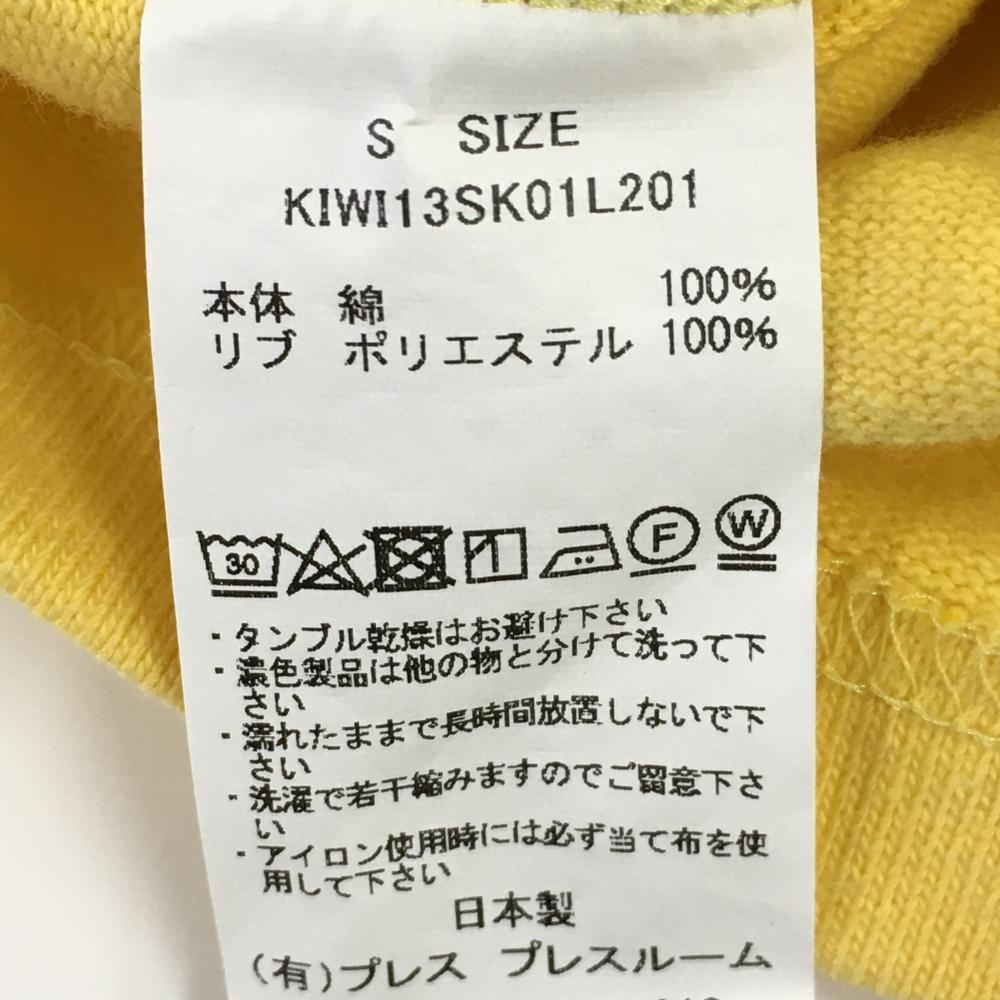 S SIZE
KIWI13SK01L201
本体 綿 100%
リブ ポリエステル 100%
30 F W
・タンブル乾燥はお避け下さい
・濃色製品は他の物と分けて洗って下
さい
・濡れたままで長時間放置しないで下
さい
・洗濯で若干縮みますのでご留意下さ
い
・アイロン使用時には必ず当て布を使
用して下さい
日本製
(有)プレス プレスルーム